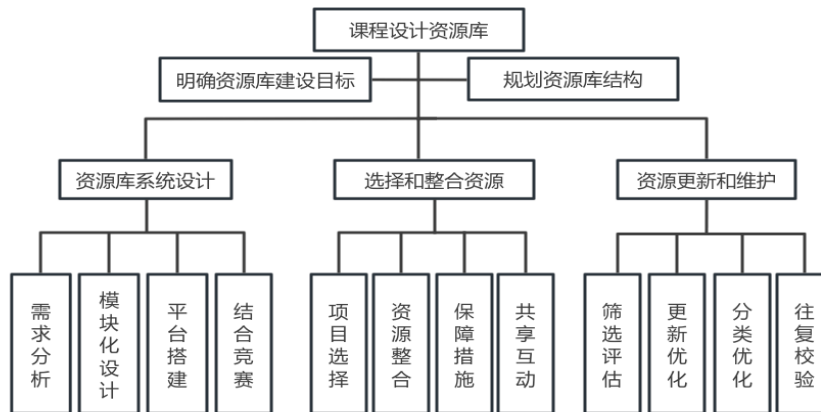 课程设计资源库
明确资源库建设目标
规划资源库结构
资源库系统设计
选择和整合资源
资源更新和维护
需求分析
模块化设计
平台搭建
结合竞赛
项目选择
资源整合
保障措施
共享互动
筛选评估
更新优化
分类优化
往复校验